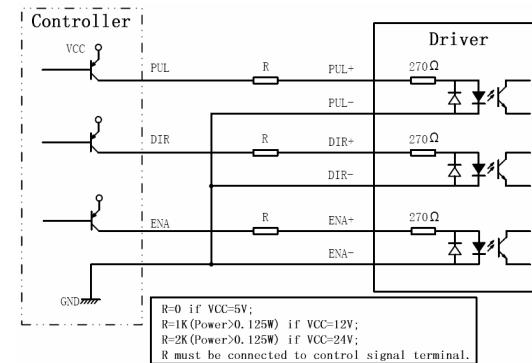 Controller
Driver
VCC
PUL
R
PUL+
270Ω
PUL-
DIR
R
DIR+
270Ω
DIR-
ENA
R
ENA+
270Ω
ENA-
GND
R=0 if VCC=5V;
R=1K(Power>0.125W) if VCC=12V;
R=2K(Power>0.125W) if VCC=24V;
R must be connected to control signal terminal.